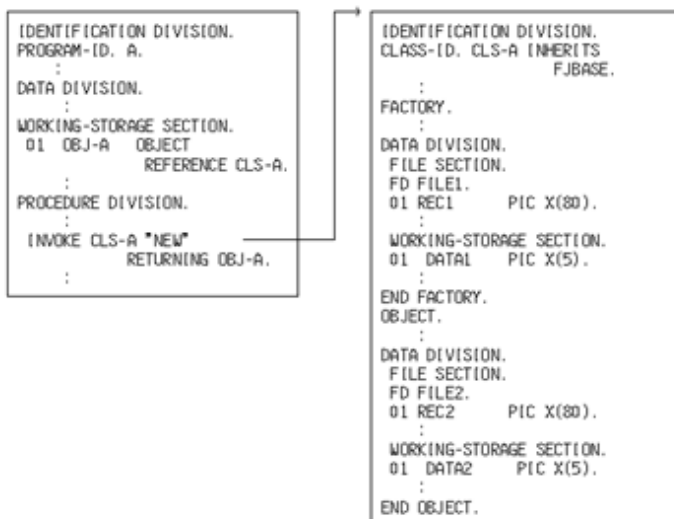 IDENTIFICATION DIVISION.
PROGRAM-ID. A.
:
DATA DIVISION.
:
WORKING-STORAGE SECTION.
01 OBJ-A OBJECT
REFERENCE CLS-A.
:
PROCEDURE DIVISION.
:
INVOKE CLS-A "NEW"
RETURNING OBJ-A.
:
IDENTIFICATION DIVISION.
CLASS-ID. CLS-A INHERITS
FJBASE.
:
FACTORY.
:
DATA DIVISION.
FILE SECTION.
FD FILE1.
01 REC1 PIC X(80).
:
WORKING-STORAGE SECTION.
01 DATA1 PIC X(5).
:
END FACTORY.
OBJECT.
:
DATA DIVISION.
FILE SECTION.
FD FILE2.
01 REC2 PIC X(80).
:
WORKING-STORAGE SECTION.
01 DATA2 PIC X(5).
:
END OBJECT.